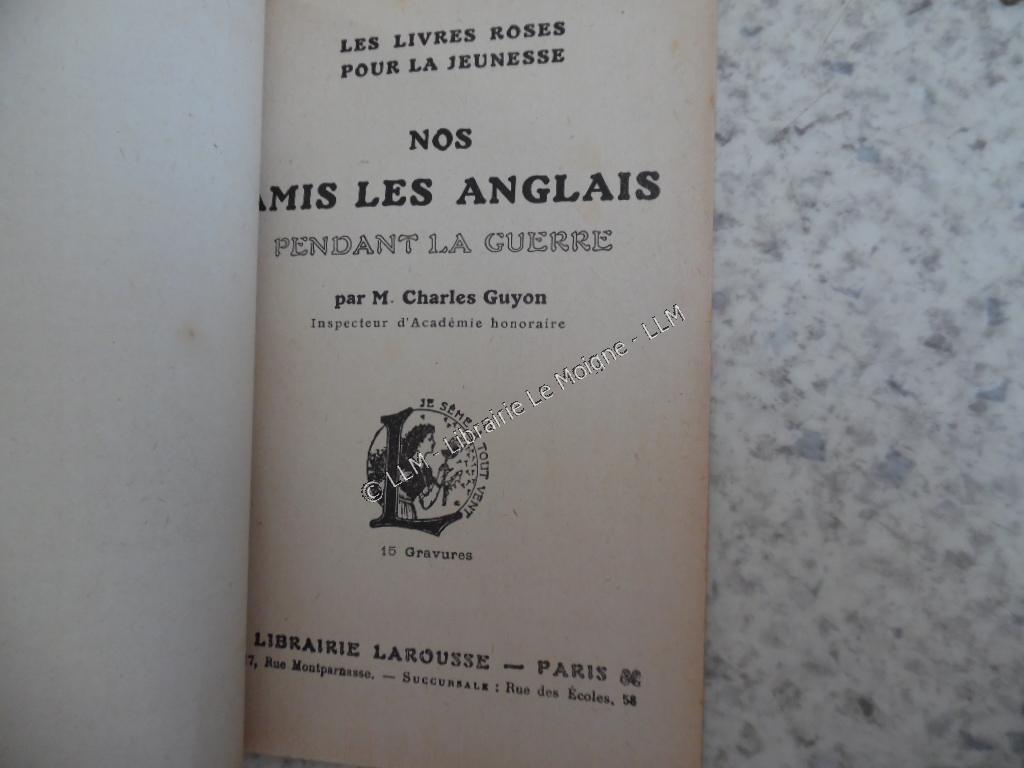 LES LIVRES ROSES
POUR LA JEUNESSE
NOS
AMIS LES ANGLAIS
PENDANT LA GUERRE
par M. Charles Guyon
Inspecteur d'Académie honoraire
JE SÈME TOUT VENT
© LLM - Librairie Le Moigne - LLM
15 Gravures
LIBRAIRIE LAROUSSE — PARIS
7, Rue Montparnasse. — SUCCURSALE : Rue des Écoles, 58